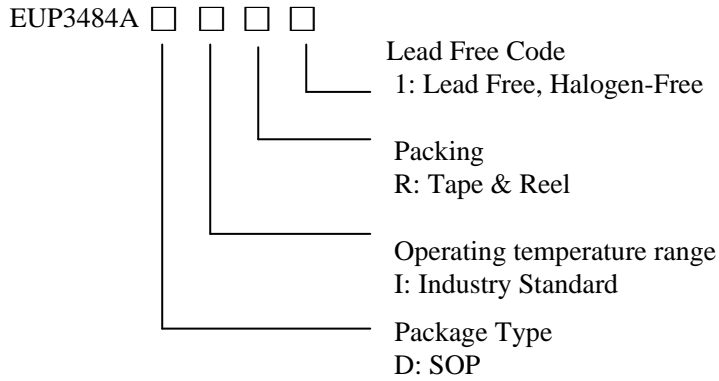 EUP3484A □ □ □ □
Lead Free Code
1: Lead Free, Halogen-Free
Packing
R: Tape & Reel
Operating temperature range
I: Industry Standard
Package Type
D: SOP